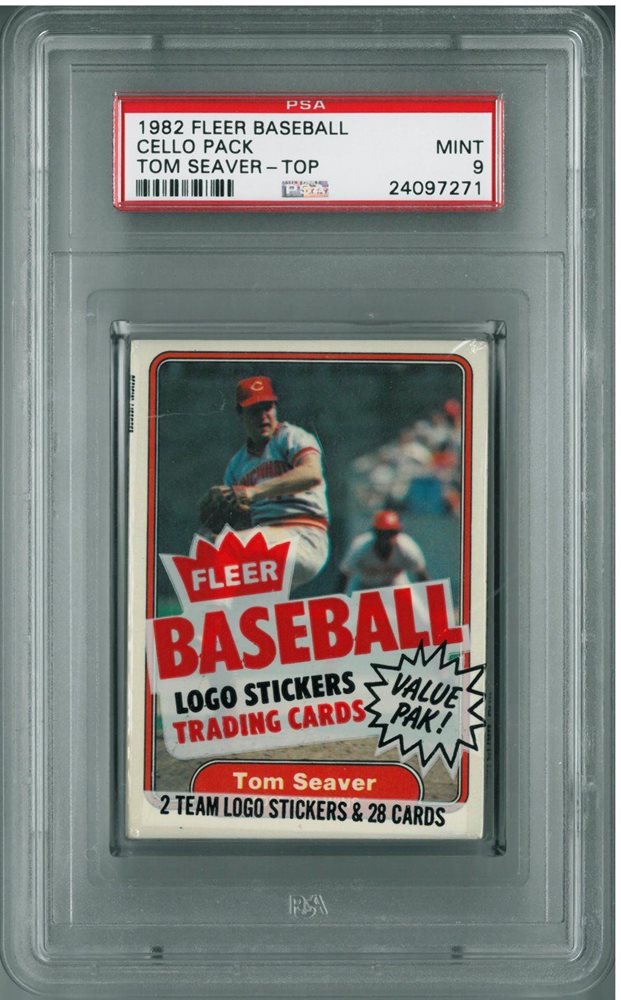 PSA
1982 FLEER BASEBALL
CELLO PACK MINT
TOM SEAVER-TOP 9
24097271
FLEER
BASEBALL
LOGO STICKERS
TRADING CARDS
VALUE
PAK!
Tom Seaver
2 TEAM LOGO STICKERS & 28 CARDS
PSA